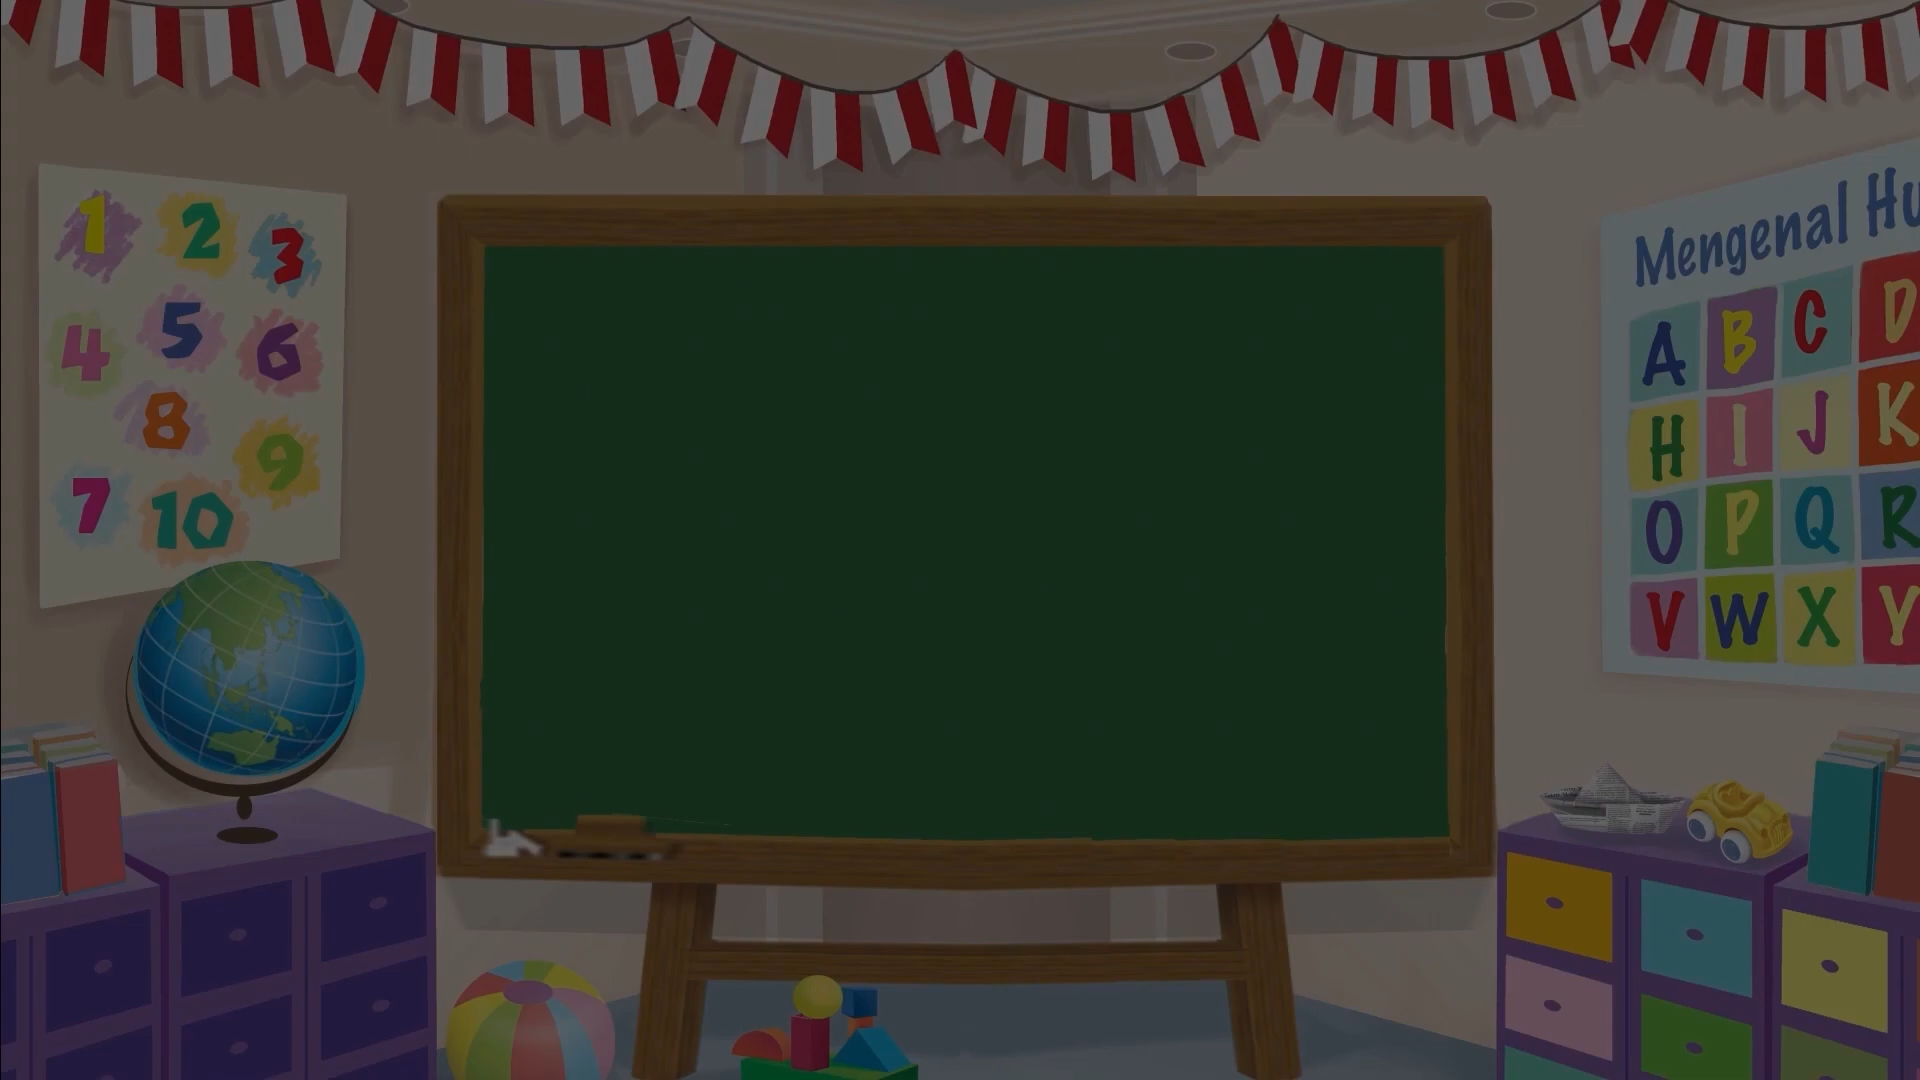 1 2 3
4 5 6
8 9
7 10
Mengenal Hu
A B C D
H I J K
O P Q R
V W X Y